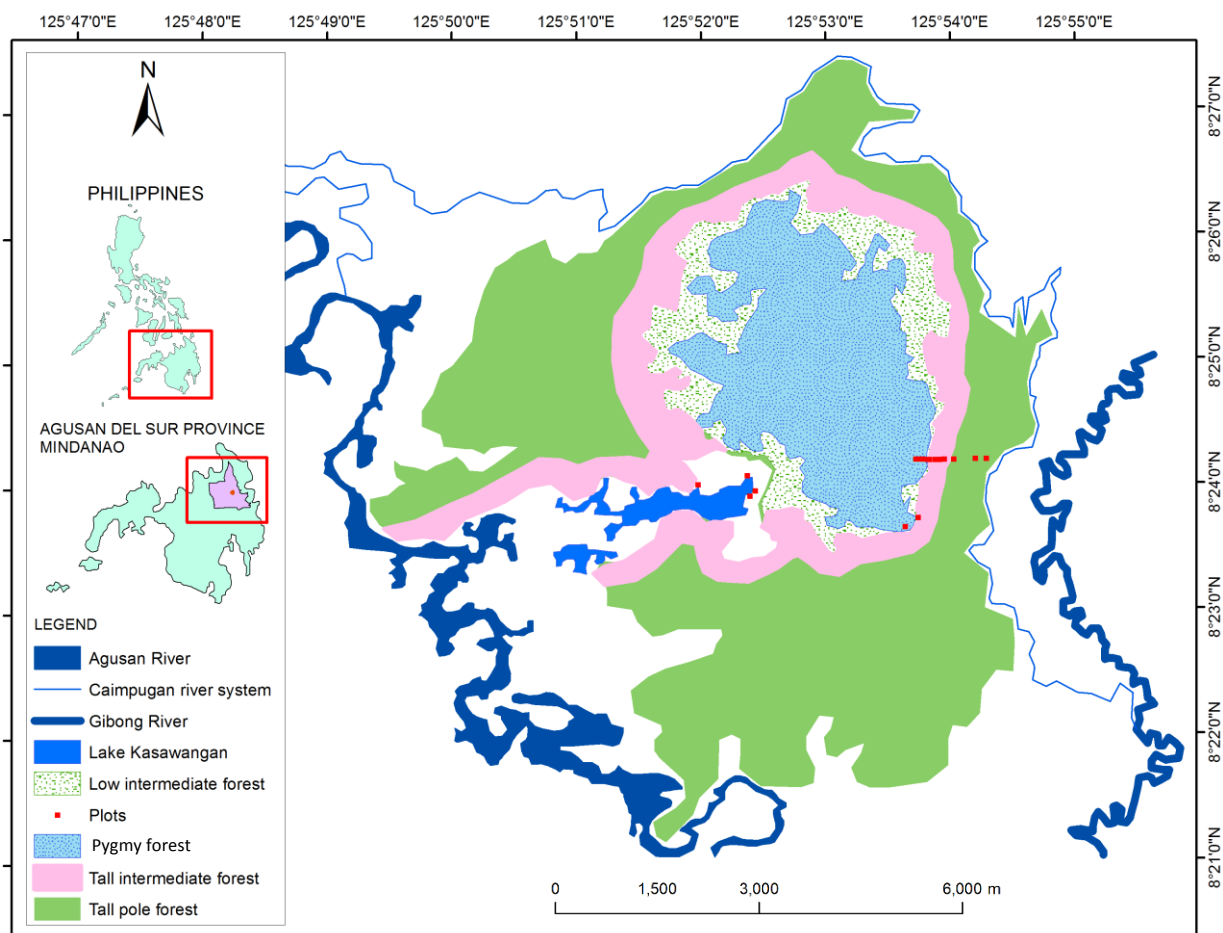 125°47'0"E 125°48'0"E 125°49'0"E 125°50'0"E 125°51'0"E 125°52'0"E 125°53'0"E 125°54'0"E 125°55'0"E
N
PHILIPPINES
AGUSAN DEL SUR PROVINCE
MINDANAO
LEGEND
Agusan River
Caimpugan river system
Gibong River
Lake Kasawangan
Low intermediate forest
Plots
Pygmy forest
Tall intermediate forest
Tall pole forest
0 1,500 3,000 6,000 m
8°27'0"N
8°26'0"N
8°25'0"N
8°24'0"N
8°23'0"N
8°22'0"N
8°21'0"N